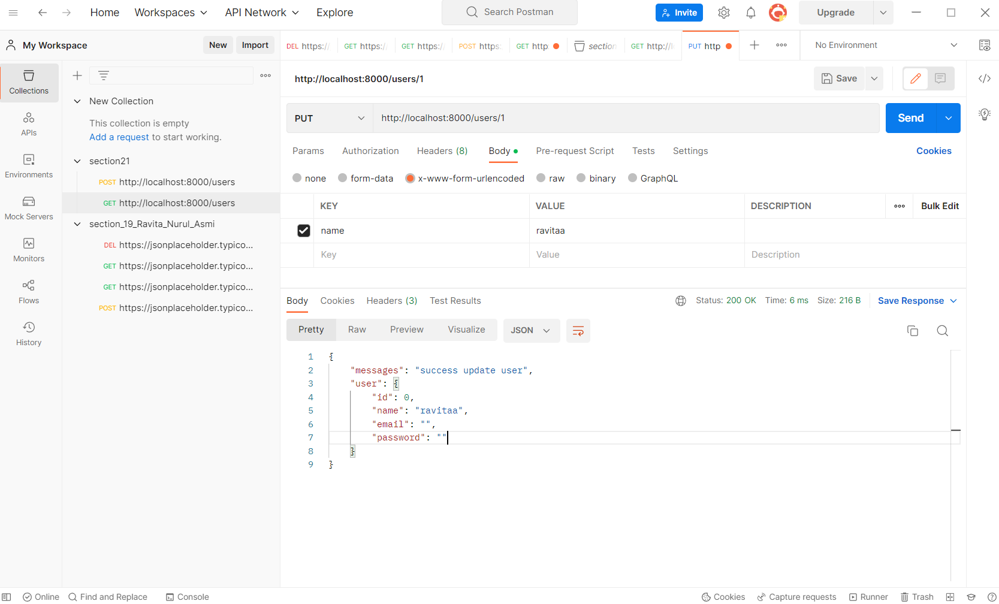 Home Workspaces API Network Explore Search Postman Invite Upgrade
My Workspace New Import
DEL https:// GET https:/ GET https:/ POST https: GET http: section GET http://l PUT http No Environment
Collections
APIs
Environments
Mock Servers
Monitors
Flows
History
New Collection
This collection is empty
Add a request to start working.
section21
POST http://localhost:8000/users
GET http://localhost:8000/users
section_19_Ravita_Nurul_Asmi
DEL https://jsonplaceholder.typico...
GET https://jsonplaceholder.typico...
GET https://jsonplaceholder.typico...
POST https://jsonplaceholder.typico...
http://localhost:8000/users/1 Save
PUT http://localhost:8000/users/1 Send
Params Authorization Headers (8) Body Pre-request Script Tests Settings Cookies
none form-data x-www-form-urlencoded raw binary GraphQL
KEY VALUE DESCRIPTION Bulk Edit
name ravitaa
Key Value Description
Body Cookies Headers (3) Test Results Status: 200 OK Time: 6 ms Size: 216 B Save Response
Pretty Raw Preview Visualize JSON
1 {
2 "messages": "success update user",
3 "user": {
4 "id": 0,
5 "name": "ravitaa",
6 "email": "",
7 "password": ""
8 }
9 }
Online Find and Replace Console Cookies Capture requests Runner Trash